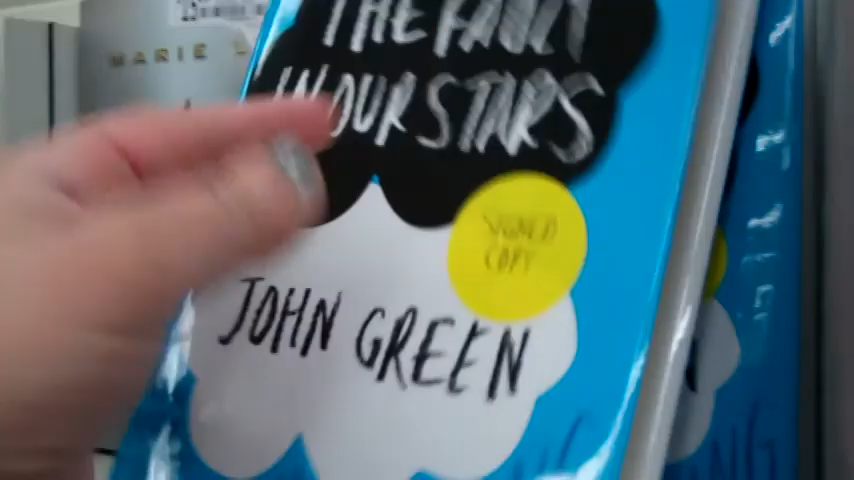 MARIE L
THE FAULT
IN OUR STARS
SIGNED
COPY
JOHN GREEN